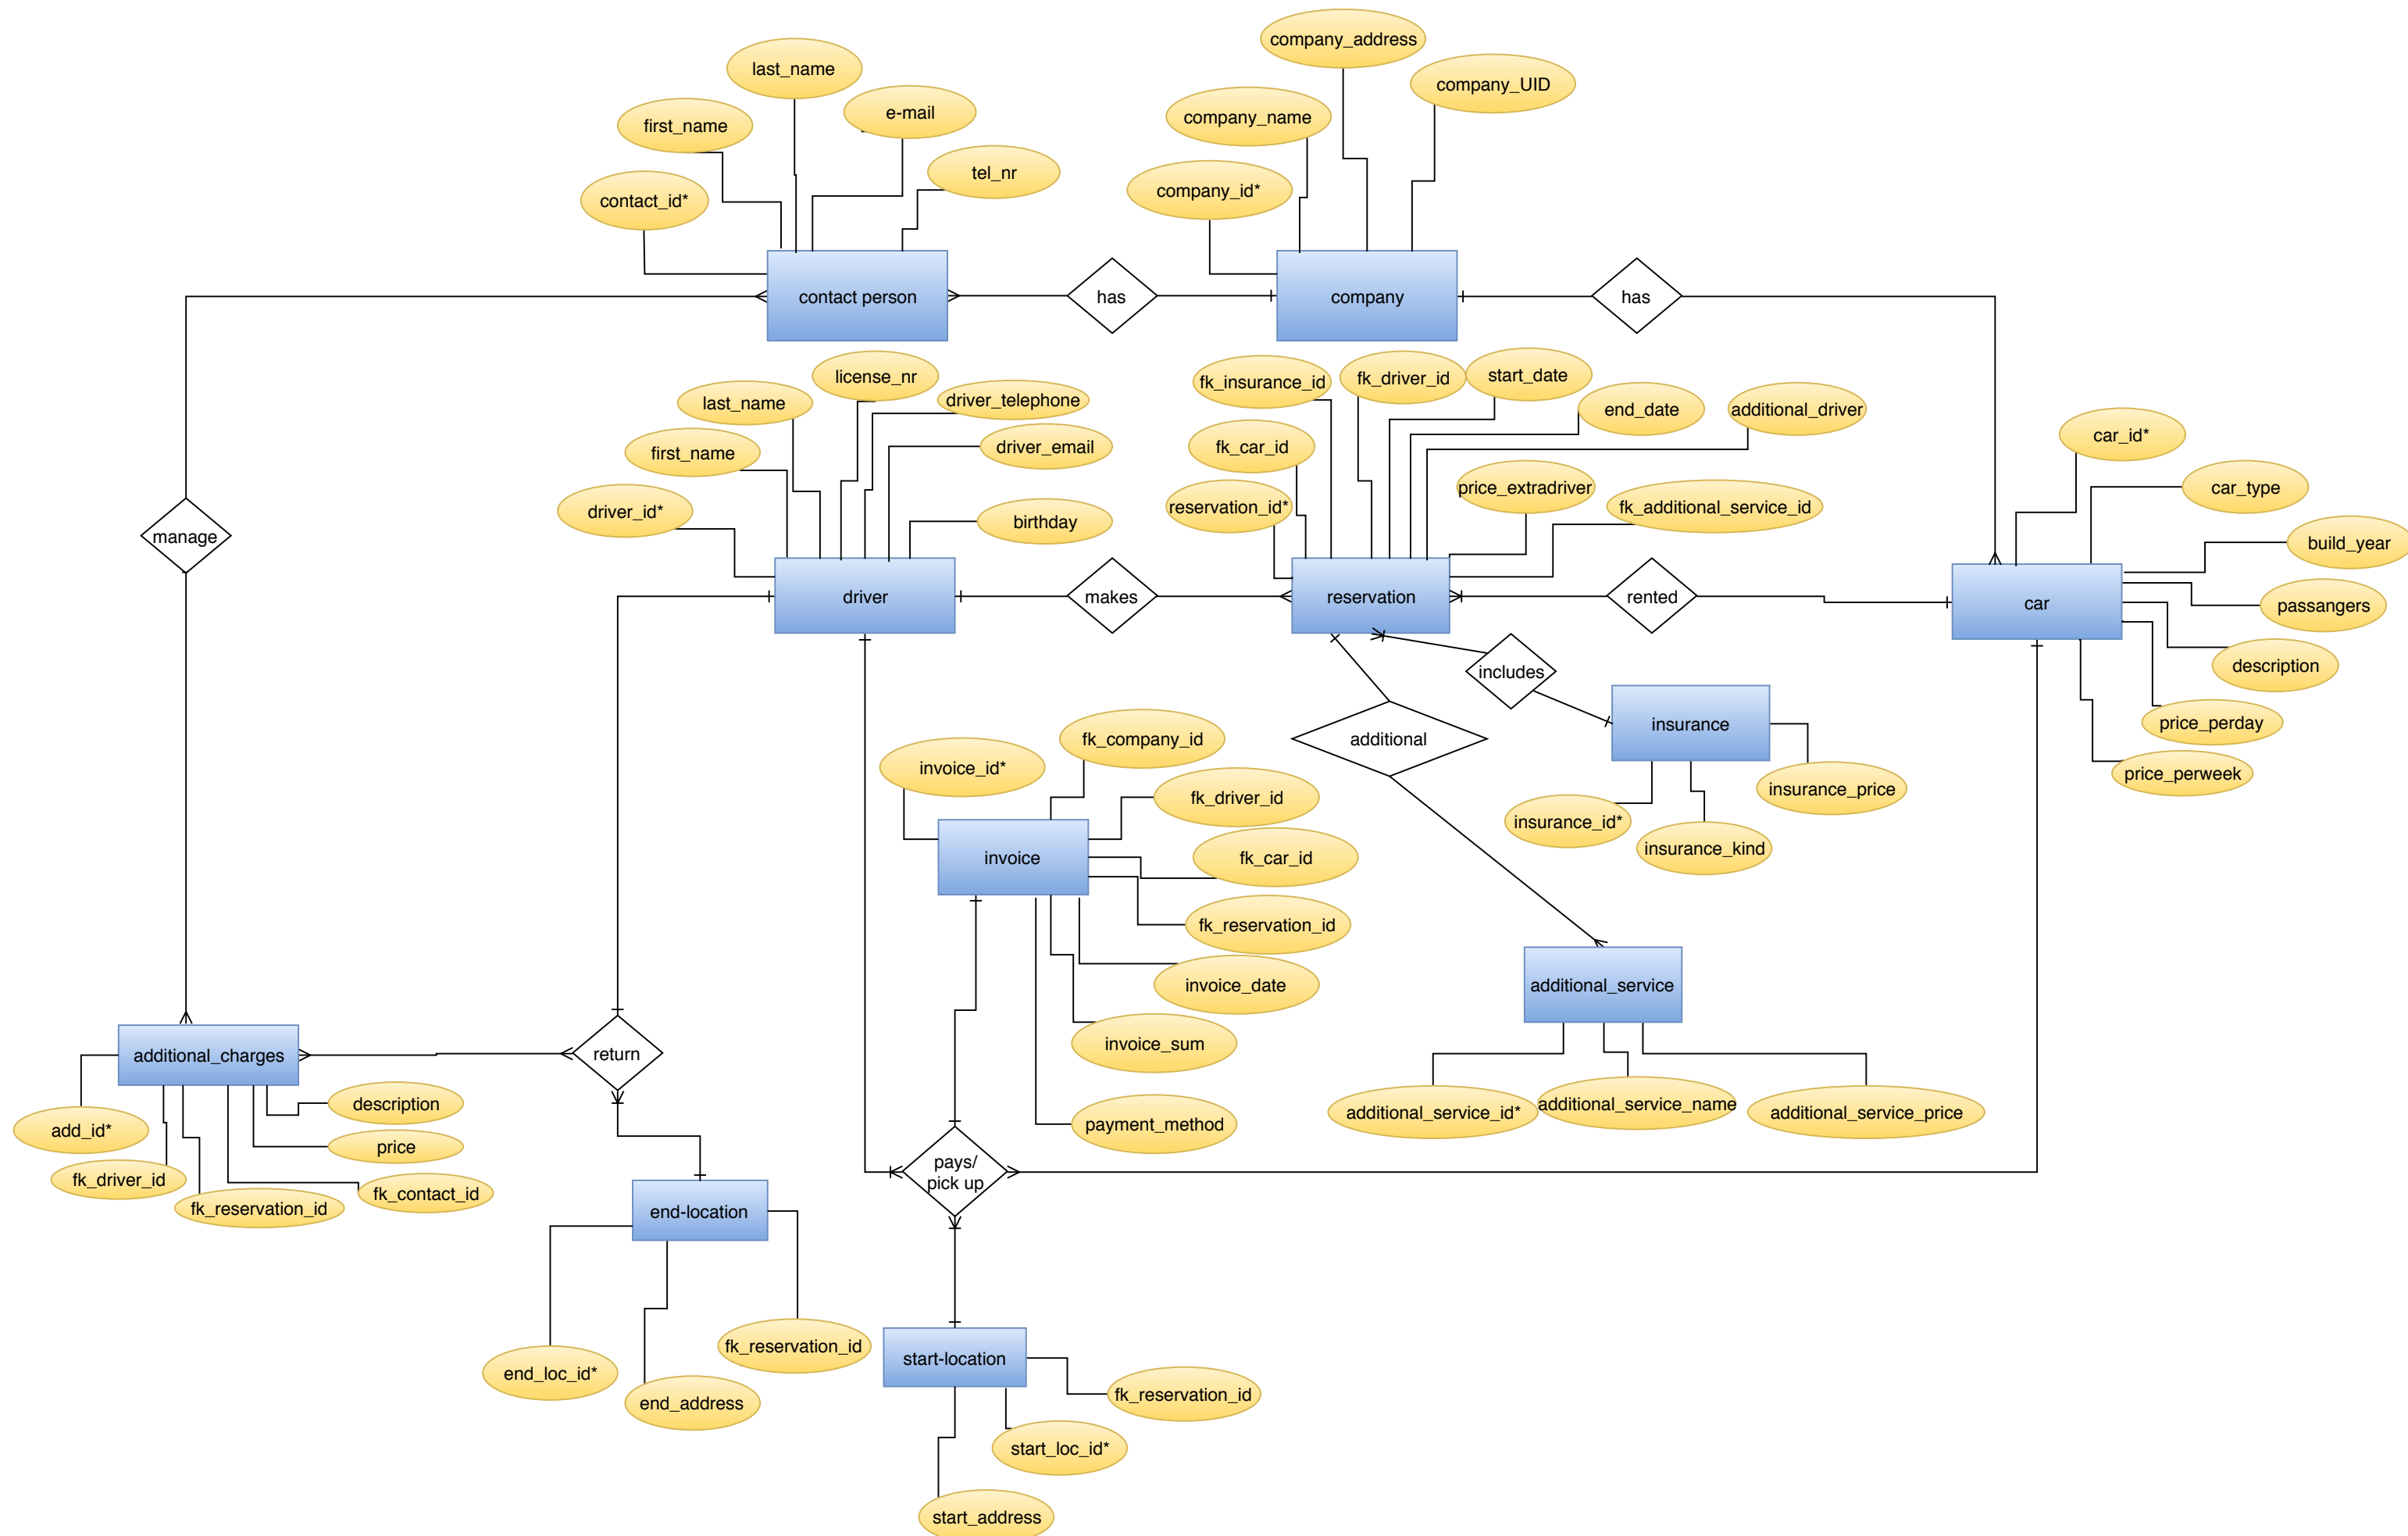 company_address
last_name
company_UID
e-mail
company_name
first_name
tel_nr
company_id*
contact_id*
contact person
has
company
has
license_nr
fk_insurance_id
fk_driver_id
start_date
last_name
driver_telephone
end_date
additional_driver
car_id*
first_name
driver_email
fk_car_id
price_extradriver
car_type
driver_id*
birthday
reservation_id*
fk_additional_service_id
manage
build_year
driver
makes
reservation
rented
car
passangers
includes
description
additional
insurance
price_perday
fk_company_id
invoice_id*
price_perweek
fk_driver_id
insurance_price
insurance_id*
insurance_kind
invoice
fk_car_id
fk_reservation_id
invoice_date
additional_service
invoice_sum
additional_charges
return
description
additional_service_id*
additional_service_name
additional_service_price
add_id*
payment_method
price
pays/
pick up
fk_driver_id
fk_contact_id
fk_reservation_id
end-location
fk_reservation_id
start-location
end_loc_id*
fk_reservation_id
end_address
start_loc_id*
start_address